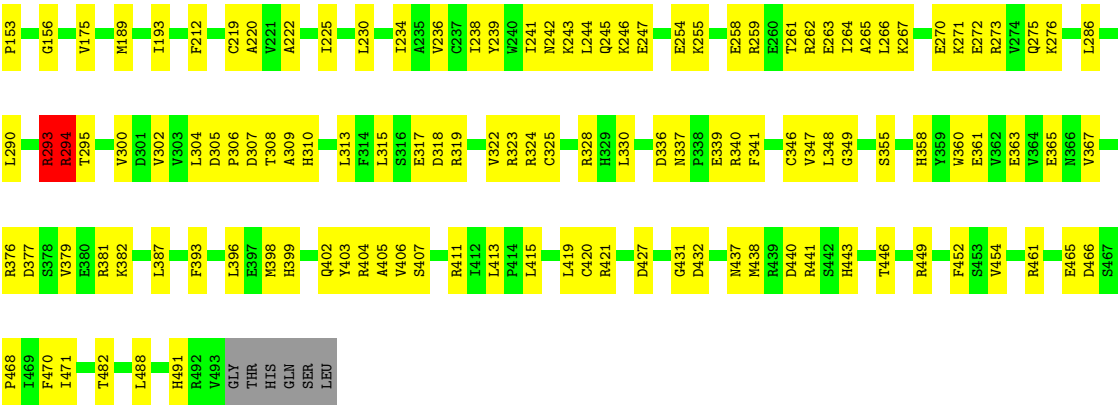 P153 G156 V175 M189 I193 F212 C219 A220 V221 A222 I225 L230 I234 A235 V236 C237 I238 Y239 W240 I241 N242 K243 L244 Q245 K246 E247 E254 K255 E258 R259 E260 T261 R262 E263 I264 A265 L266 K267 E270 K271 E272 R273 V274 Q275 K276 L286
L290 R293 R294 T295 V300 D301 V302 V303 L304 D305 P306 D307 T308 A309 H310 L313 F314 L315 S316 E317 D318 R319 V322 R323 R324 C325 R328 H329 L330 D336 N337 P338 E339 R340 F341 C346 V347 L348 G349 S355 H358 Y359 W360 E361 V362 E363 V364 E365 N366 V367
R376 D377 S378 V379 E380 R381 K382 L387 F393 L396 E397 M398 H399 Q402 Y403 R404 A405 V406 S407 R411 I412 L413 P414 L415 L419 C420 R421 D427 G431 D432 N437 M438 R439 D440 R441 S442 H443 T446 R449 F452 S453 V454 R461 E465 D466 S467
P468 I469 F470 I471 T482 L488 H491 R492 V493 GLY THR HIS GLN SER LEU